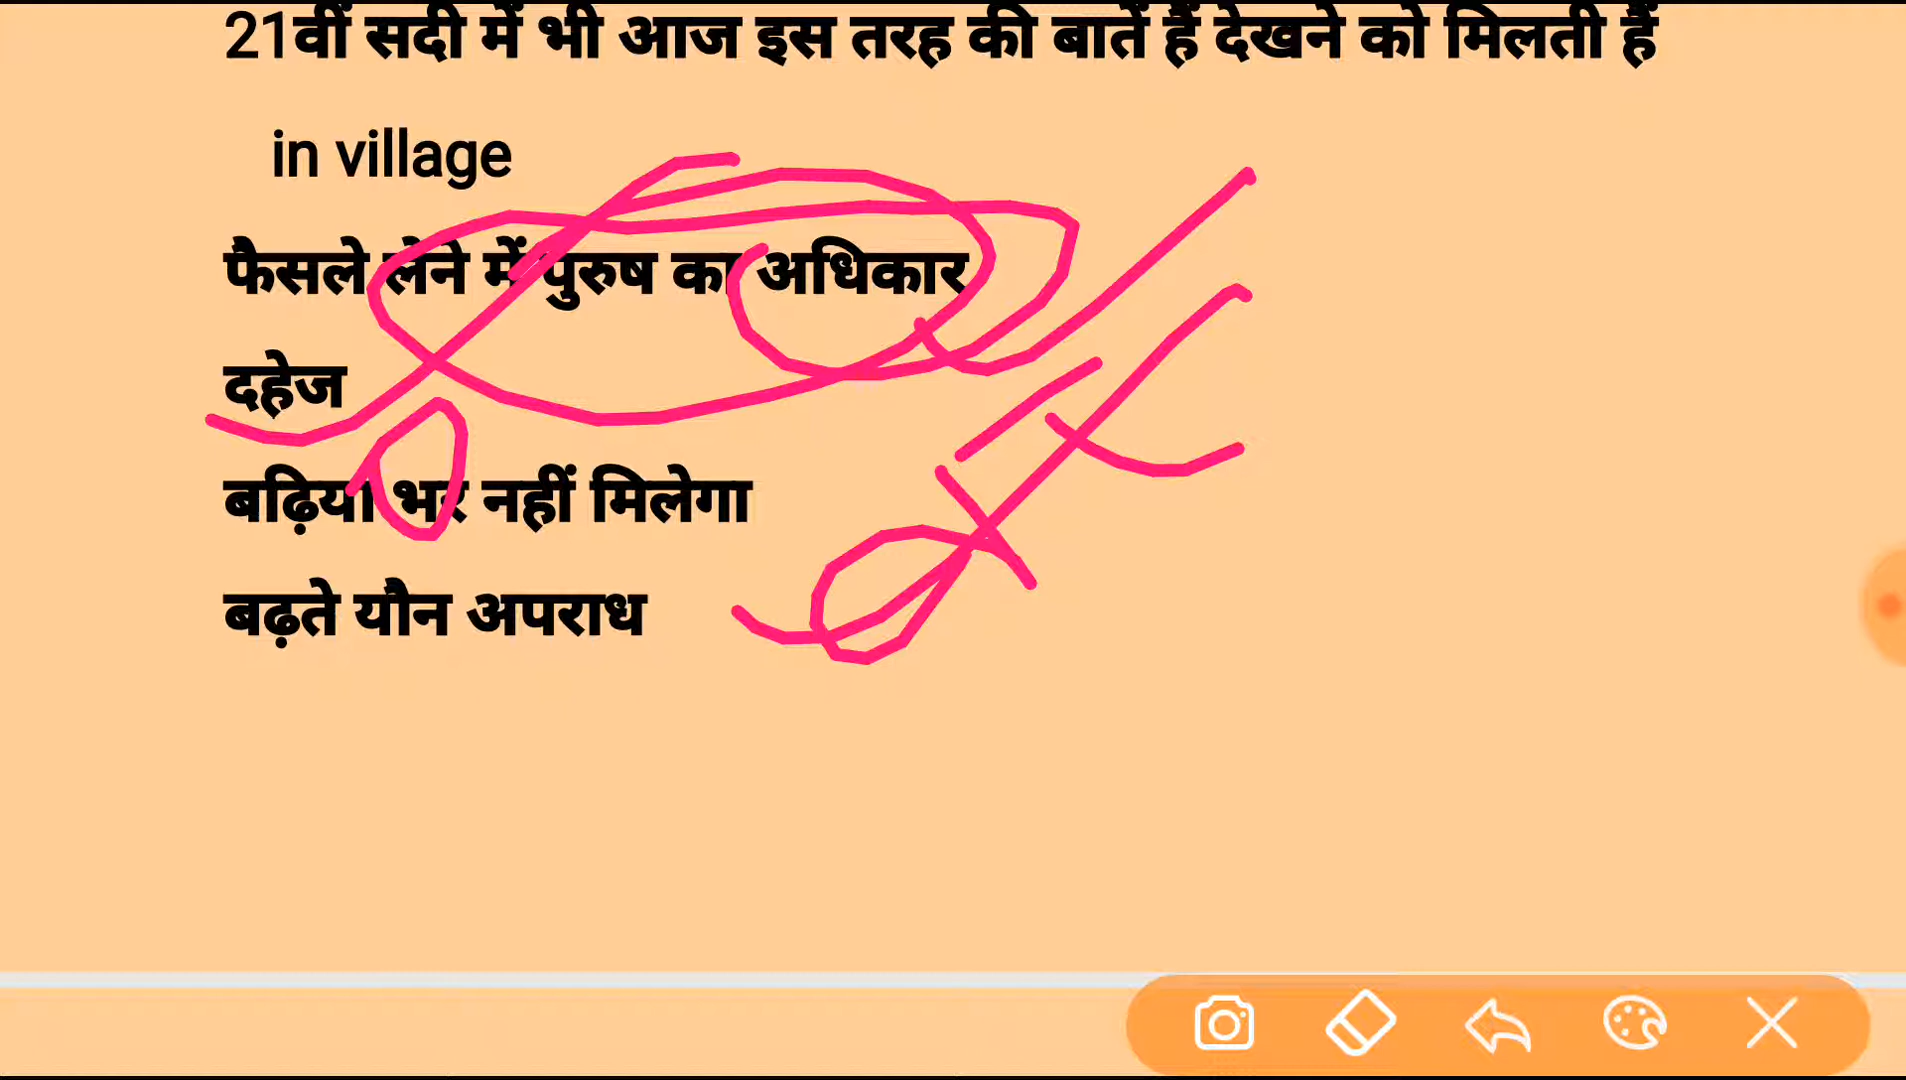 21वीं सदी में भी आज इस तरह की बातें हैं देखने को मिलती हैं
in village
फैसले लेने में पुरुष का अधिकार
दहेज
बढ़िया भर नहीं मिलेगा
बढ़ते यौन अपराध